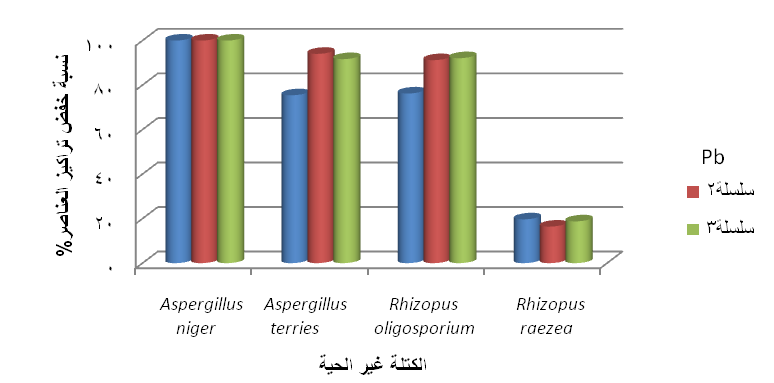 نسبة خفض تراكيز العناصر%
١٠٠
٨٠
٦٠
٤٠
٢٠
٠
Aspergillus niger
Aspergillus terries
Rhizopus oligosporium
Rhizopus raezea
الكتلة غير الحية
Pb
سلسلة٢
سلسلة٣